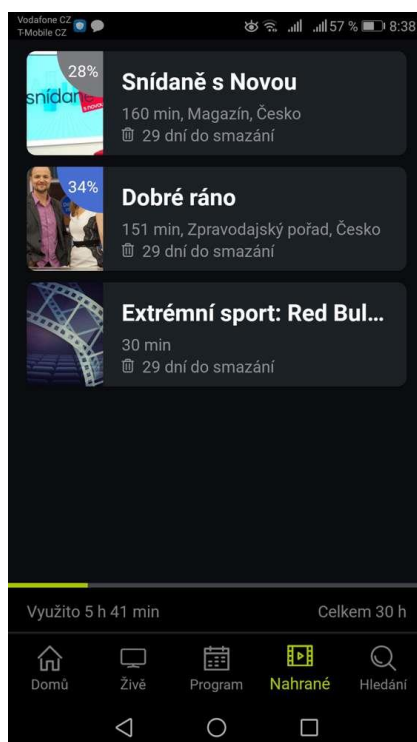 Vodafone CZ
T-Mobile CZ
57 % 8:38
28%
snídaně
s novou
Snídaně s Novou
160 min, Magazín, Česko
29 dní do smazání
34%
Dobré ráno
151 min, Zpravodajský pořad, Česko
29 dní do smazání
Extrémní sport: Red Bul...
30 min
29 dní do smazání
Využito 5 h 41 min Celkem 30 h
Domů Živě Program Nahrané Hledání